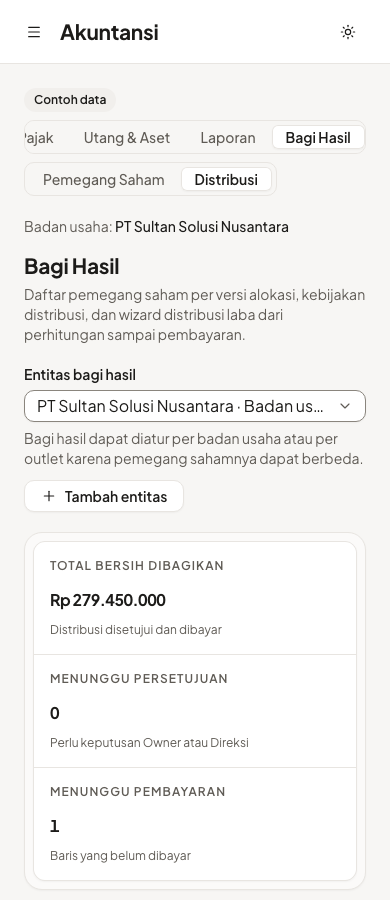 Akuntansi
Contoh data
Pajak Utang & Aset Laporan Bagi Hasil
Pemegang Saham Distribusi
Badan usaha: PT Sultan Solusi Nusantara
Bagi Hasil
Daftar pemegang saham per versi alokasi, kebijakan
distribusi, dan wizard distribusi laba dari
perhitungan sampai pembayaran.
Entitas bagi hasil
PT Sultan Solusi Nusantara · Badan us...
Bagi hasil dapat diatur per badan usaha atau per
outlet karena pemegang sahamnya dapat berbeda.
Tambah entitas
TOTAL BERSIH DIBAGIKAN
Rp 279.450.000
Distribusi disetujui dan dibayar
MENUNGGU PERSETUJUAN
0
Perlu keputusan Owner atau Direksi
MENUNGGU PEMBAYARAN
1
Baris yang belum dibayar